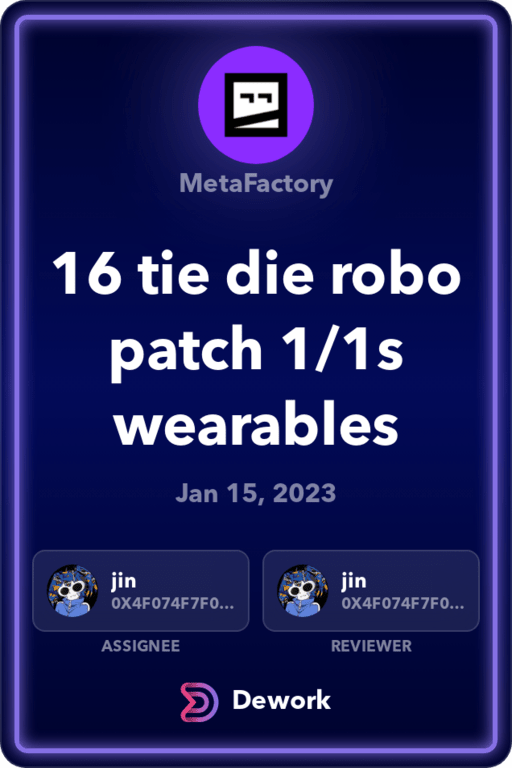 MetaFactory
16 tie die robo
patch 1/1s
wearables
Jan 15, 2023
jin
0X4F074F7F0...
ASSIGNEE
jin
0X4F074F7F0...
REVIEWER
Dework